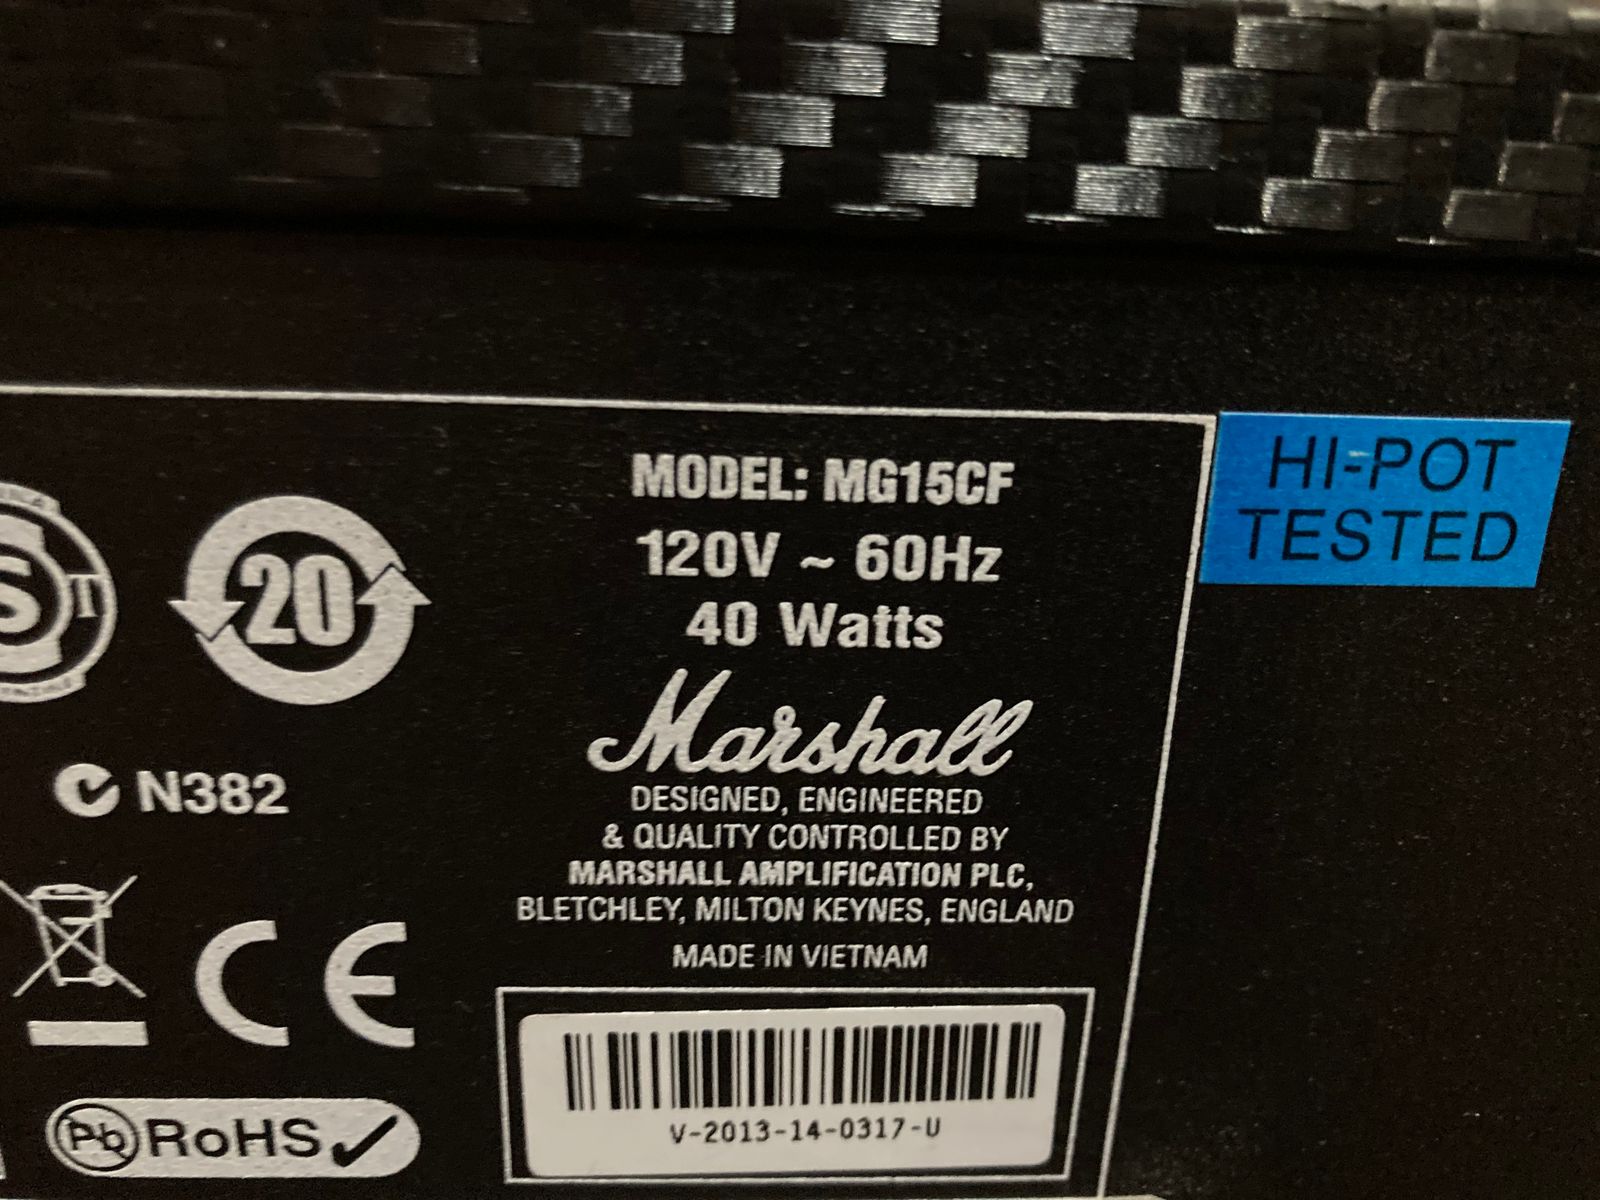 MODEL: MG15CF
120V ~ 60Hz
40 Watts
HI-POT
TESTED
20
S
T
Marshall
DESIGNED, ENGINEERED
& QUALITY CONTROLLED BY
MARSHALL AMPLIFICATION PLC,
BLETCHLEY, MILTON KEYNES, ENGLAND
MADE IN VIETNAM
N382
CE
Pb RoHS
V-2013-14-0317-U